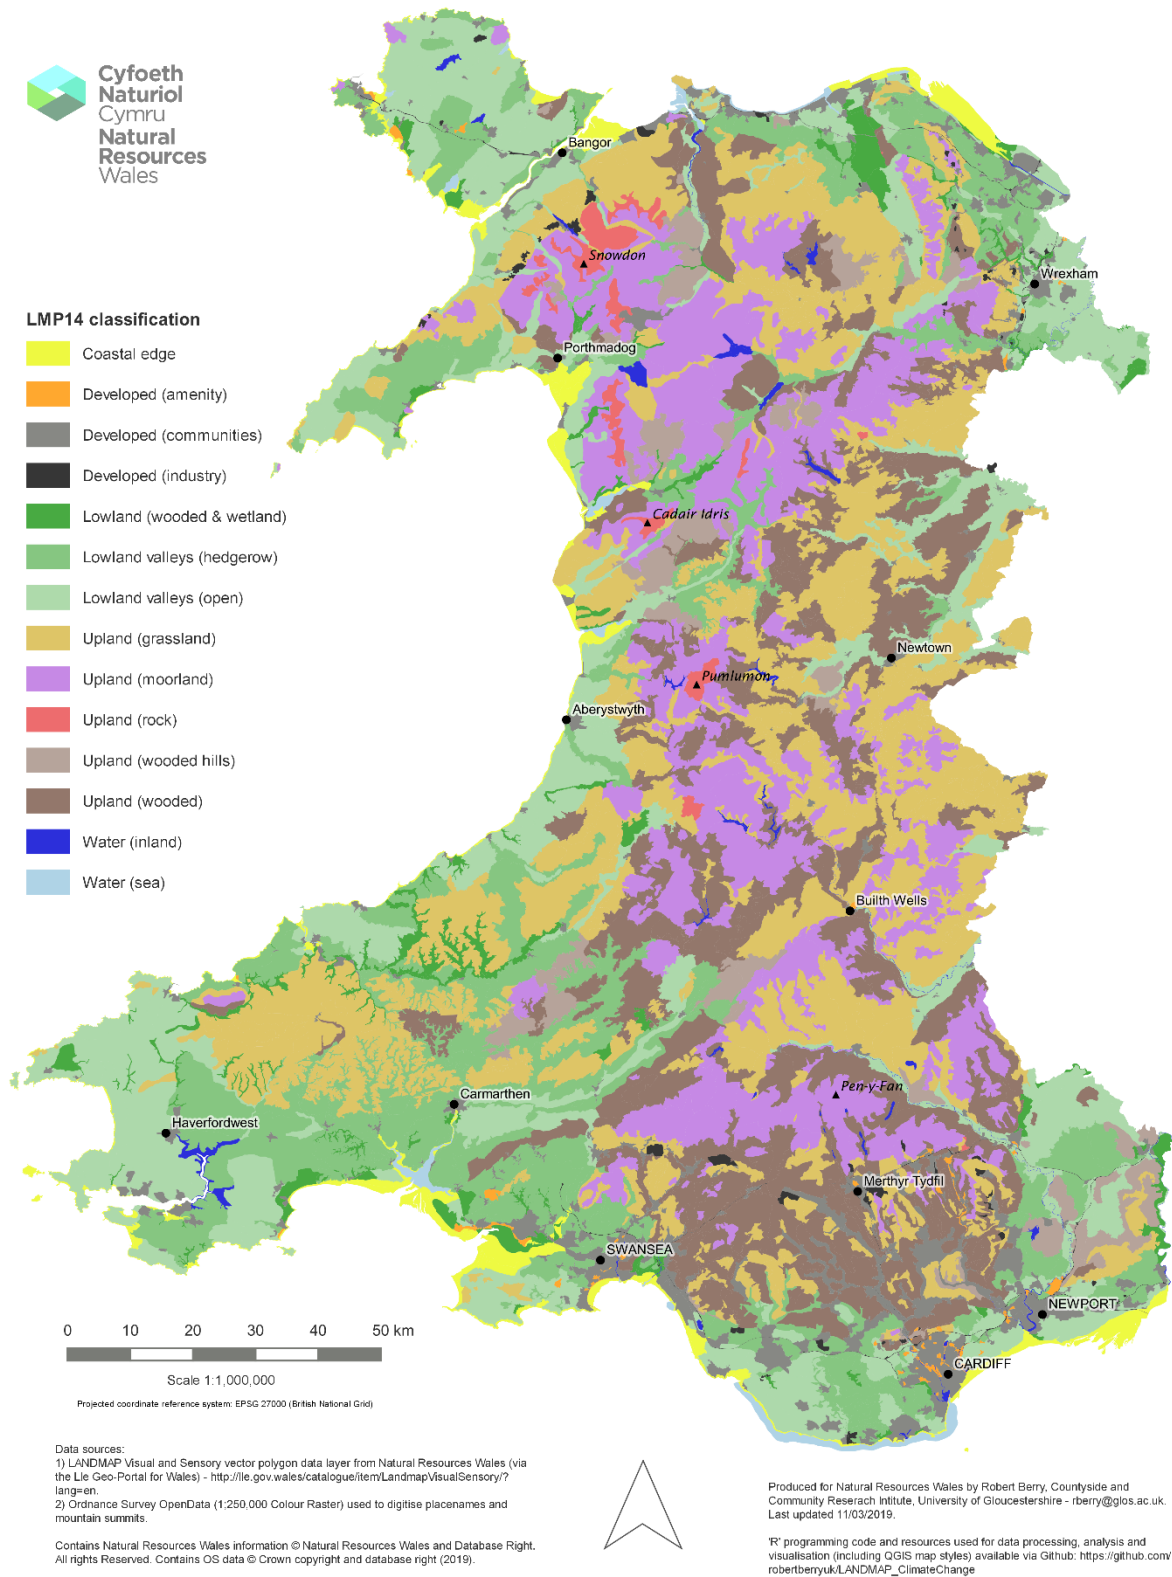 Cyfoeth
Naturiol
Cymru
Natural
Resources
Wales
Bangor
Snowdon
Wrexham
LMP14 classification
Coastal edge
Developed (amenity)
Developed (communities)
Developed (industry)
Lowland (wooded & wetland)
Lowland valleys (hedgerow)
Lowland valleys (open)
Upland (grassland)
Upland (moorland)
Upland (rock)
Upland (wooded hills)
Upland (wooded)
Water (inland)
Water (sea)
Porthmadog
Cadair Idris
Newtown
Pumlumon
Aberystwyth
Builth Wells
Pen-y-Fan
Carmarthen
Haverfordwest
Merthyr Tydfil
SWANSEA
NEWPORT
CARDIFF
0 10 20 30 40 50 km
Scale 1:1,000,000
Projected coordinate reference system: EPSG 27000 (British National Grid)
Data sources:
1) LANDMAP Visual and Sensory vector polygon data layer from Natural Resources Wales (via
the Lle Geo-Portal for Wales) - http://lle.gov.wales/catalogue/item/LandmapVisualSensory/?
lang=en.
2) Ordnance Survey OpenData (1:250,000 Colour Raster) used to digitise placenames and
mountain summits.
Contains Natural Resources Wales information © Natural Resources Wales and Database Right.
All rights Reserved. Contains OS data © Crown copyright and database right (2019).
Produced for Natural Resources Wales by Robert Berry, Countyside and
Community Reserach Intitute, University of Gloucestershire - rberry@glos.ac.uk.
Last updated 11/03/2019.
'R' programming code and resources used for data processing, analysis and
visualisation (including QGIS map styles) available via Github: https://github.com/
robertberryuk/LANDMAP_ClimateChange